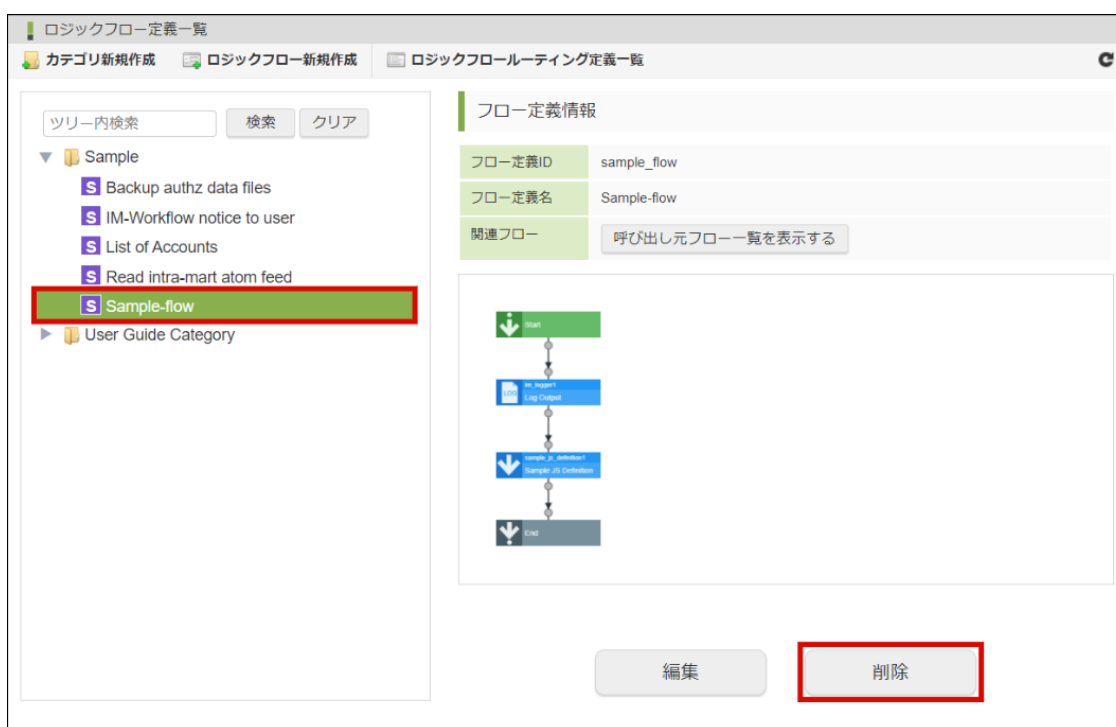 ロジックフロー定義一覧
カテゴリ新規作成 ロジックフロー新規作成 ロジックフロールーティング定義一覧
ツリー内検索 検索 クリア
Sample
S Backup authz data files
S IM-Workflow notice to user
S List of Accounts
S Read intra-mart atom feed
S Sample-flow
User Guide Category
フロー定義情報
フロー定義ID sample_flow
フロー定義名 Sample-flow
関連フロー 呼び出し元フロー一覧を表示する
Start
im_logger1
LOG Log Output
sample_js_definition1
Sample JS Definition
End
編集 削除